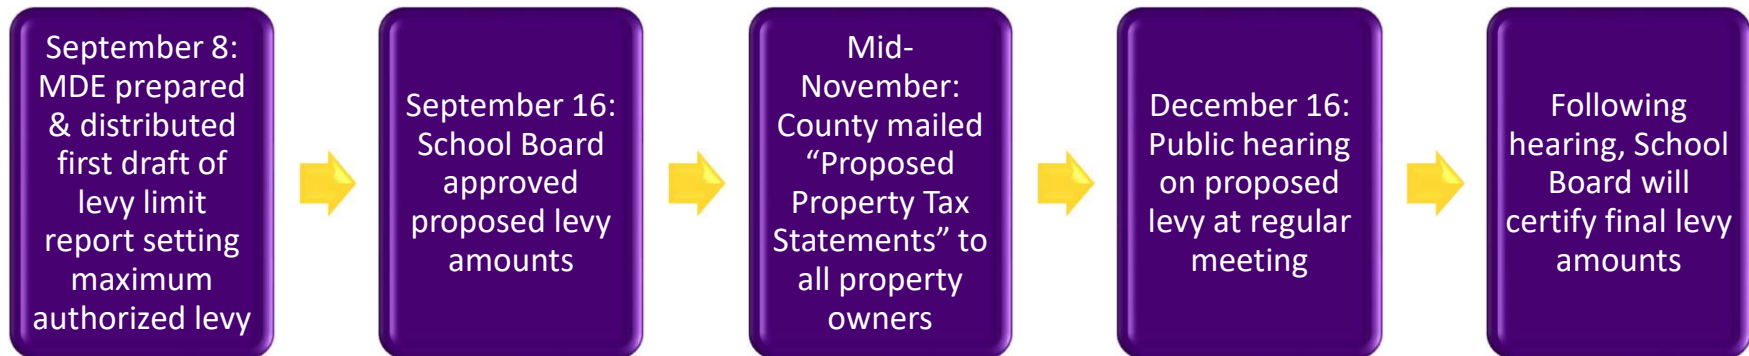 September 8:
MDE prepared
& distributed
first draft of
levy limit
report setting
maximum
authorized levy
September 16:
School Board
approved
proposed levy
amounts
Mid-
November:
County mailed
“Proposed
Property Tax
Statements” to
all property
owners
December 16:
Public hearing
on proposed
levy at regular
meeting
Following
hearing, School
Board will
certify final levy
amounts